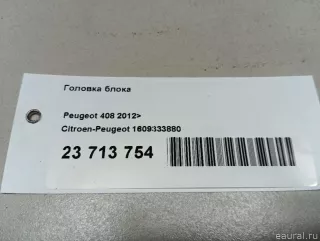 Головка блока
Peugeot 408 2012>
Citroen-Peugeot 1609333880
23 713 754
© eaural.ru